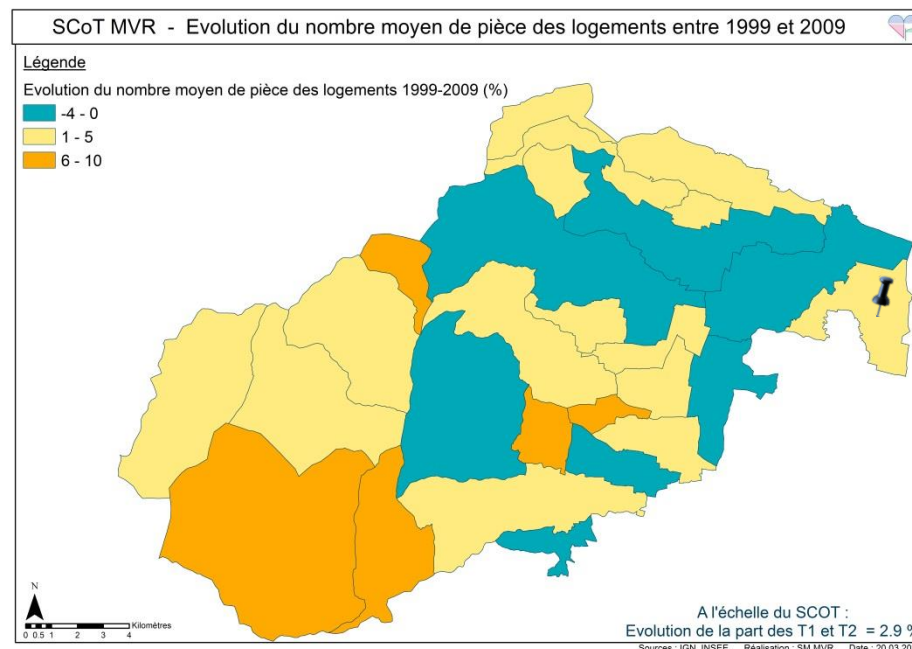 SCoT MVR - Evolution du nombre moyen de pièce des logements entre 1999 et 2009
Légende
Evolution du nombre moyen de pièce des logements 1999-2009 (%)
-4 - 0
1 - 5
6 - 10
N
0 0.5 1 2 3 4 Kilomètres
A l'échelle du SCOT :
Evolution de la part des T1 et T2 = 2.9 %
Sources : IGN, INSEE Réalisation : SM MVR Date : 20.03.20